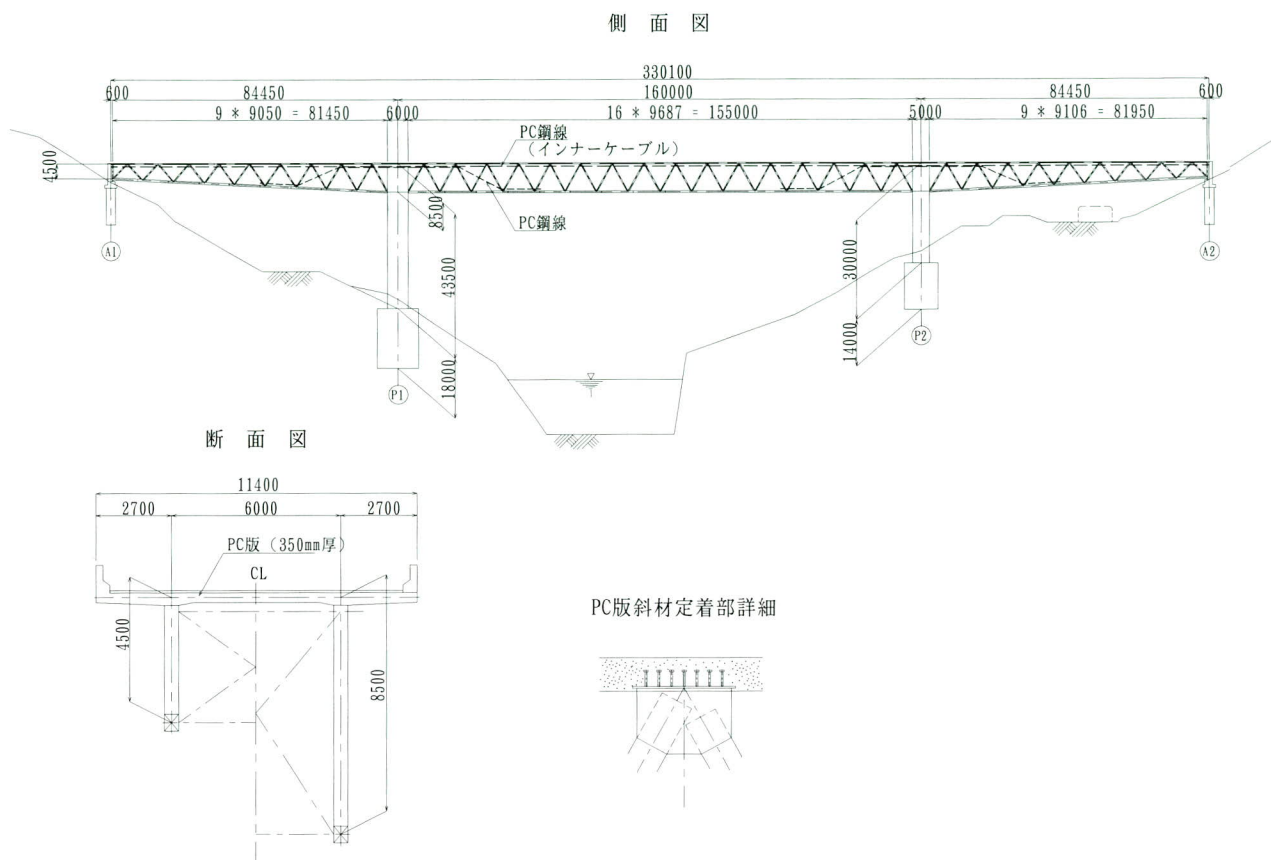 側 面 図
330100
600 84450 160000 84450 600
9 * 9050 = 81450 6000 16 * 9687 = 155000 5000 9 * 9106 = 81950
PC鋼線
(インナーケーブル)
4500
8500
PC鋼線
A1
43500
30000
A2
14000
P2
18000
P1
断 面 図
11400
2700 6000 2700
PC版 (350mm厚)
CL
4500
8500
PC版斜材定着部詳細